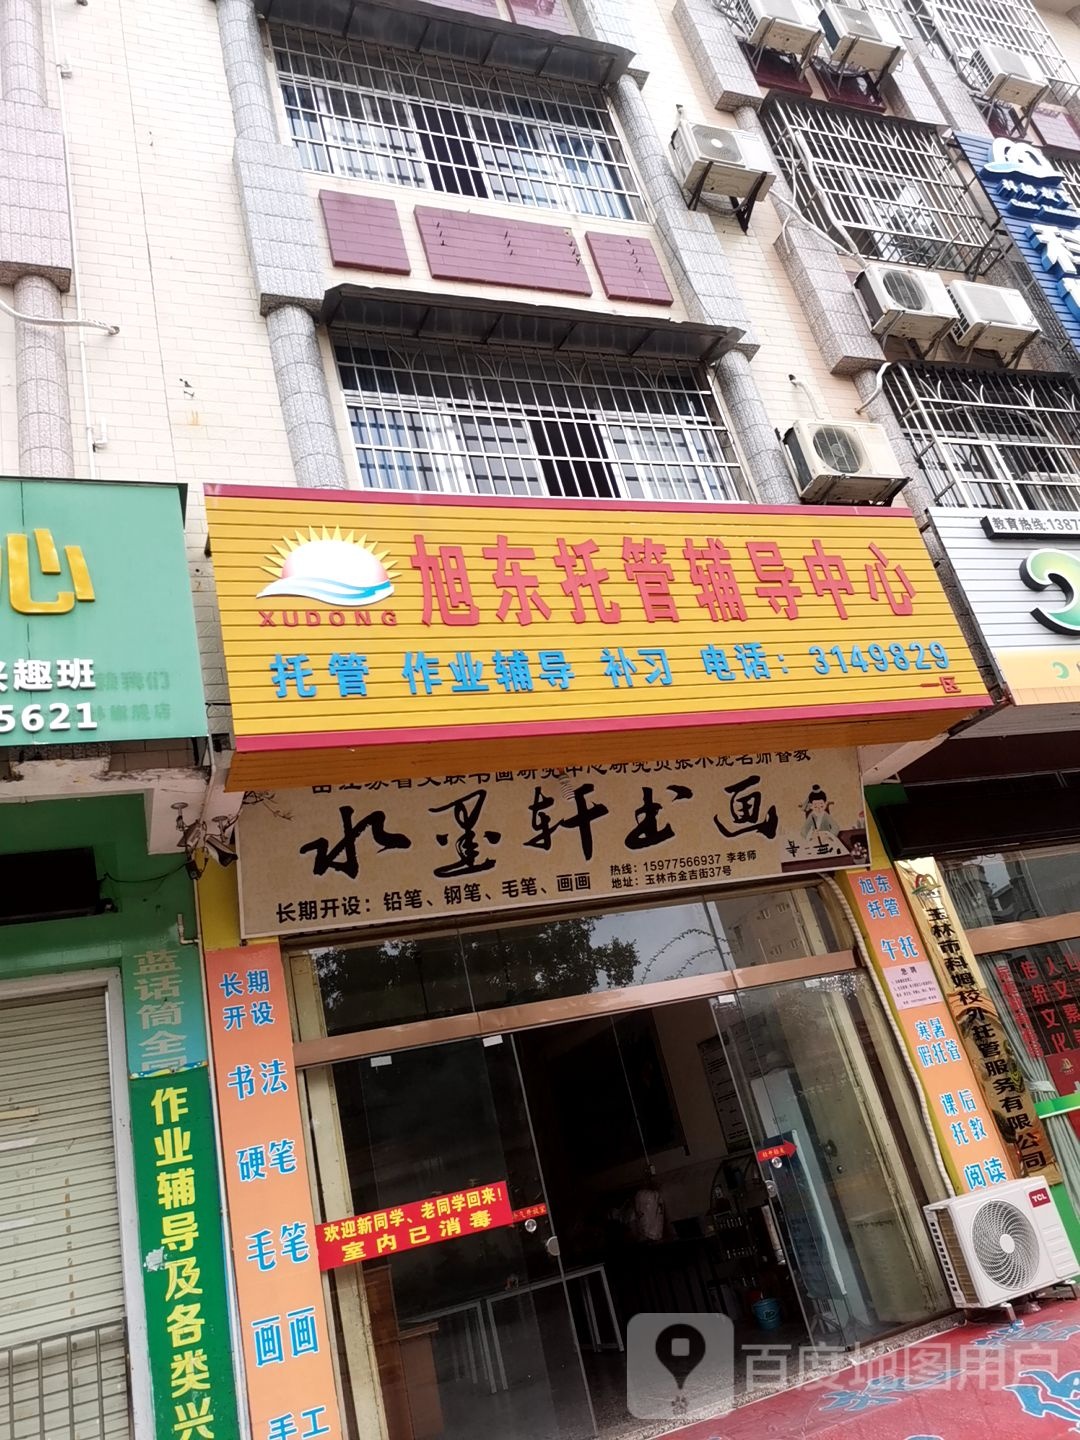 旭东托管辅导中心
XUDONG
托管 作业辅导 补习 电话：3149829
一区
心
趣班
5621
教育热线:1387
水墨轩书画
热线：15977566937 李老师
地址：玉林市金吉街37号
长期开设：铅笔、钢笔、毛笔、画画
长期
开设
书法
硬笔
毛笔
画画
手工
蓝话筒全
作业辅导及各类兴
欢迎新同学、老同学回来！
室内已消毒
旭东
托管
午托
寒暑
假托管
课后
托教
阅读
玉林市科姆校外托管服务有限公司
TCL
百度地图用户